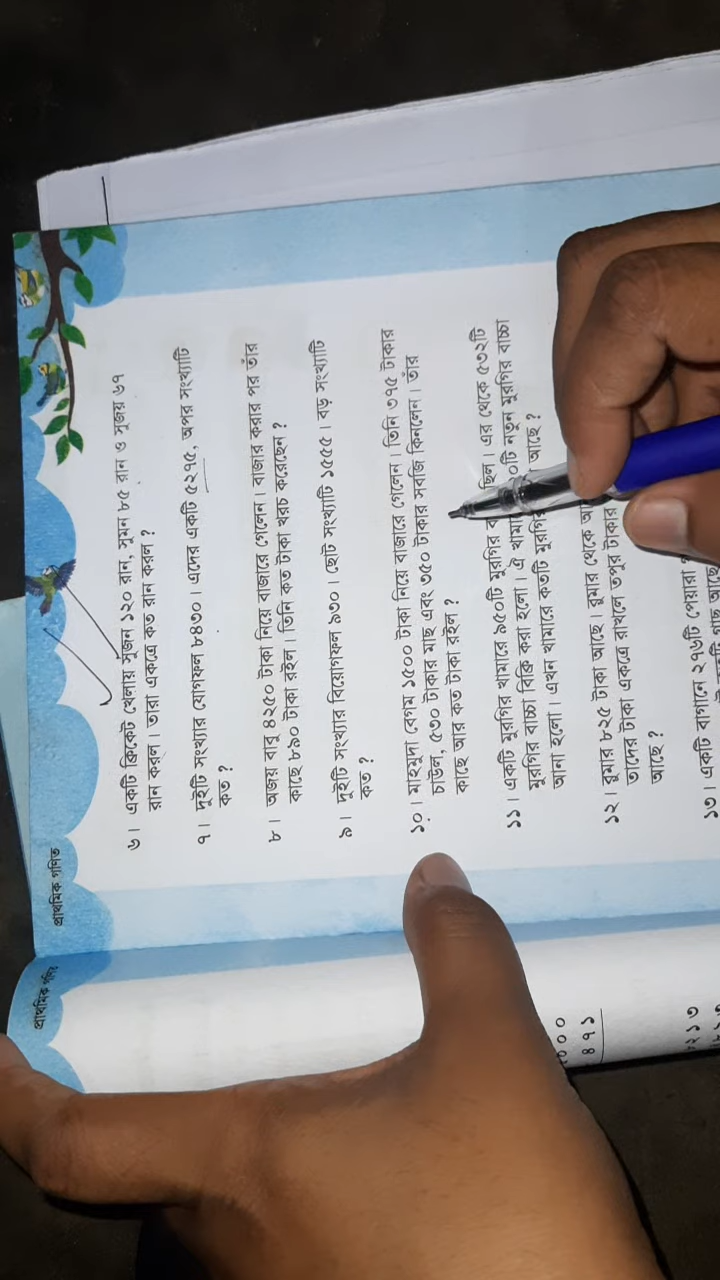 প্রাথমিক গণিত
৬। একটি ক্রিকেট খেলায় সুজন ১২০ রান, সুমন ৮৫ রান ও সুজয় ৬৭
রান করল। তারা একত্রে কত রান করল ?
৭। দুইটি সংখ্যার যোগফল ৮৪৩০। এদের একটি ৫২৭৫, অপর সংখ্যাটি
কত ?
৮। অজয় বাবু ৪২৫০ টাকা নিয়ে বাজারে গেলেন। বাজার করার পর তাঁর
কাছে ৮৯০ টাকা রইল। তিনি কত টাকা খরচ করেছেন ?
৯। দুইটি সংখ্যার বিয়োগফল ৯৩০। ছোট সংখ্যাটি ১৫৫৫। বড় সংখ্যাটি
কত ?
১০। মাহমুদা বেগম ১৫০০ টাকা নিয়ে বাজারে গেলেন। তিনি ৩৭৫ টাকার
চাউল, ৫৩০ টাকার মাছ এবং ৩৫০ টাকার সবজি কিনলেন। তাঁর
কাছে আর কত টাকা রইল ?
১১। একটি মুরগির খামারে ৯৫০টি মুরগির ছিল। এর থেকে ৫৩২টি
মুরগির বাচ্চা বিক্রি করা হলো। ঐ নতুন মুরগির বাচ্চা
আনা হলো। এখন খামারে কতটি আছে ?
১২। রুমার ৮২৫ টাকা আছে। রুমার থেকে
তাদের টাকা একত্রে রাখলে তপুর টাকার
আছে ?
১৩। একটি বাগানে ২৭৬টি পেয়ারা
প্রাথমিক
৪৭১